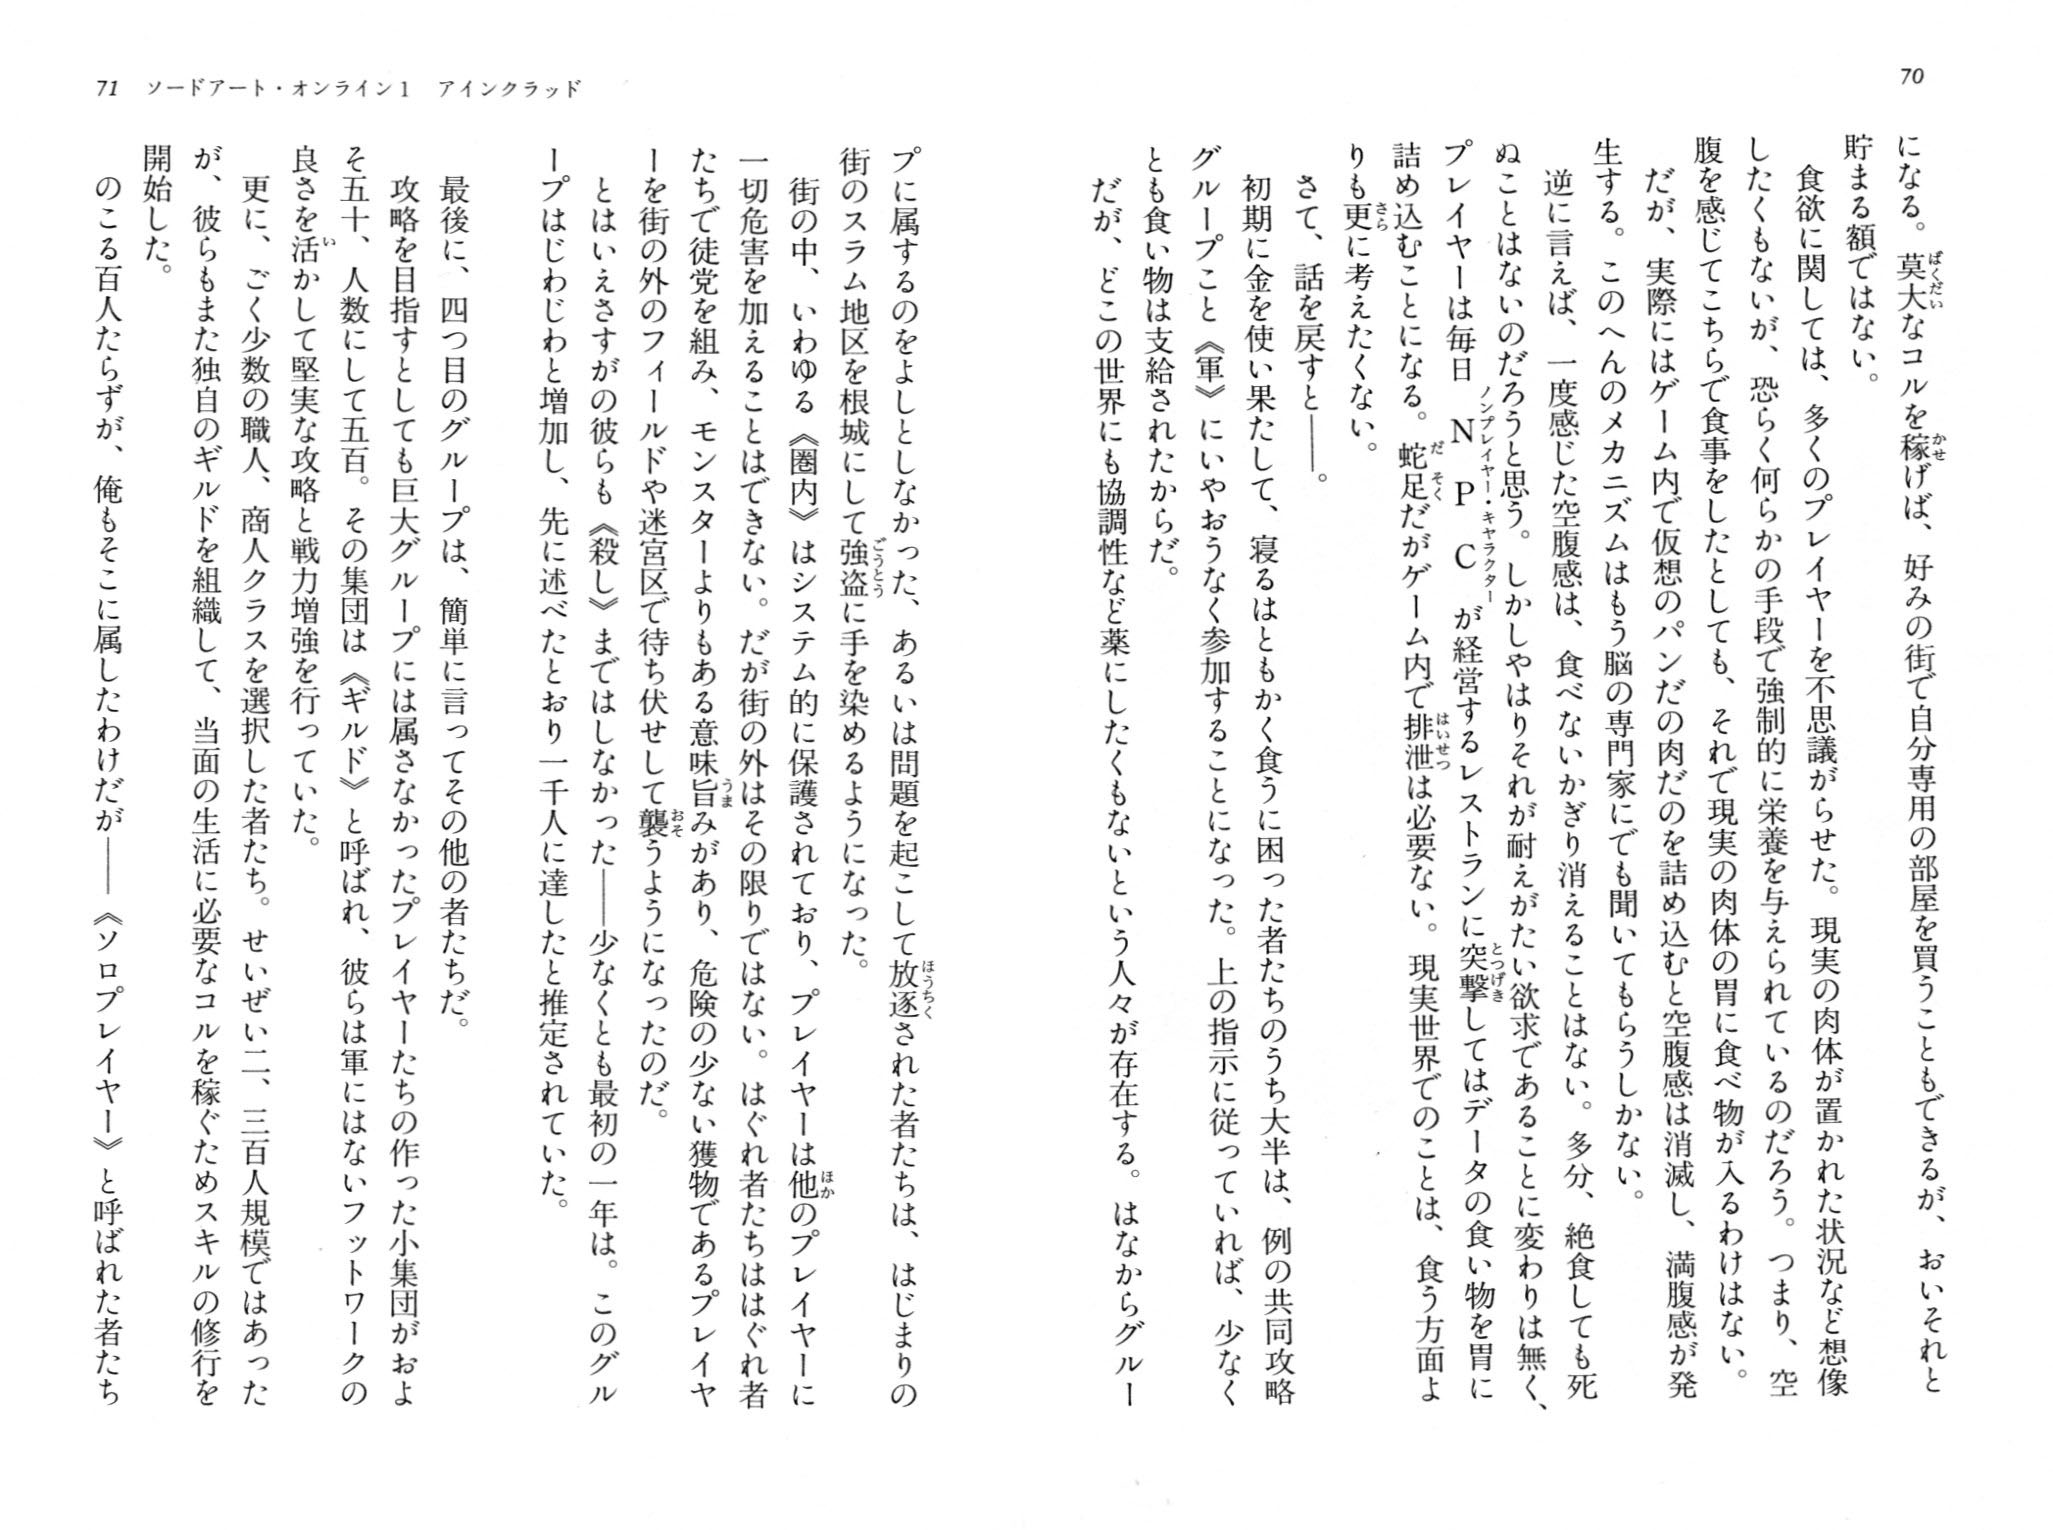 70
になる。莫大なコルを稼げば、好みの街で自分専用の部屋を買うこともできるが、おいそれと
貯まる額ではない。
食欲に関しては、多くのプレイヤーを不思議がらせた。現実の肉体が置かれた状況など想像
したくもないが、恐らく何らかの手段で強制的に栄養を与えられているのだろう。つまり、空
腹を感じてこちらで食事をしたとしても、それで現実の肉体の胃に食べ物が入るわけはない。
だが、実際にはゲーム内で仮想のパンだの肉だのを詰め込むと空腹感は消滅し、満腹感が発
生する。このへんのメカニズムはもう脳の専門家にでも聞いてもらうしかない。
逆に言えば、一度感じた空腹感は、食べないかぎり消えることはない。多分、絶食しても死
ぬことはないのだろうと思う。しかしやはりそれが耐えがたい欲求であることに変わりは無く、
プレイヤーは毎日NPCが経営するレストランに突撃してはデータの食い物を胃に
詰め込むことになる。蛇足だがゲーム内で排泄は必要ない。現実世界でのことは、食う方面よ
りも更に考えたくない。
さて、話を戻すと――。
初期に金を使い果たして、寝るはともかく食うに困った者たちのうち大半は、例の共同攻略
グループこと《軍》にいやおうなく参加することになった。上の指示に従っていれば、少なく
とも食い物は支給されたからだ。
だが、どこの世界にも協調性など薬にしたくもないという人々が存在する。はなからグルー
71 ソードアート・オンライン1 アインクラッド
プに属するのをよしとしなかった、あるいは問題を起こして放逐された者たちは、はじまりの
街のスラム地区を根城にして強盗に手を染めるようになった。
街の中、いわゆる《圏内》はシステム的に保護されており、プレイヤーは他のプレイヤーに
一切危害を加えることはできない。だが街の外はその限りではない。はぐれ者たちははぐれ者
たちで徒党を組み、モンスターよりもある意味旨みがあり、危険の少ない獲物であるプレイヤ
ーを街の外のフィールドや迷宮区で待ち伏せして襲うようになったのだ。
とはいえさすがの彼らも《殺し》まではしなかった――少なくとも最初の一年は。このグル
ープはじわじわと増加し、先に述べたとおり一千人に達したと推定されていた。
最後に、四つ目のグループは、簡単に言ってその他の者たちだ。
攻略を目指すとしても巨大グループには属さなかったプレイヤーたちの作った小集団がおよ
そ五十、人数にして五百。その集団は《ギルド》と呼ばれ、彼らは軍にはないフットワークの
良さを活かして堅実な攻略と戦力増強を行っていた。
更に、ごく少数の職人、商人クラスを選択した者たち。せいぜい二、三百人規模ではあった
が、彼らもまた独自のギルドを組織して、当面の生活に必要なコルを稼ぐためスキルの修行を
開始した。
のこる百人たらずが、俺もそこに属したわけだが――《ソロプレイヤー》と呼ばれた者たち